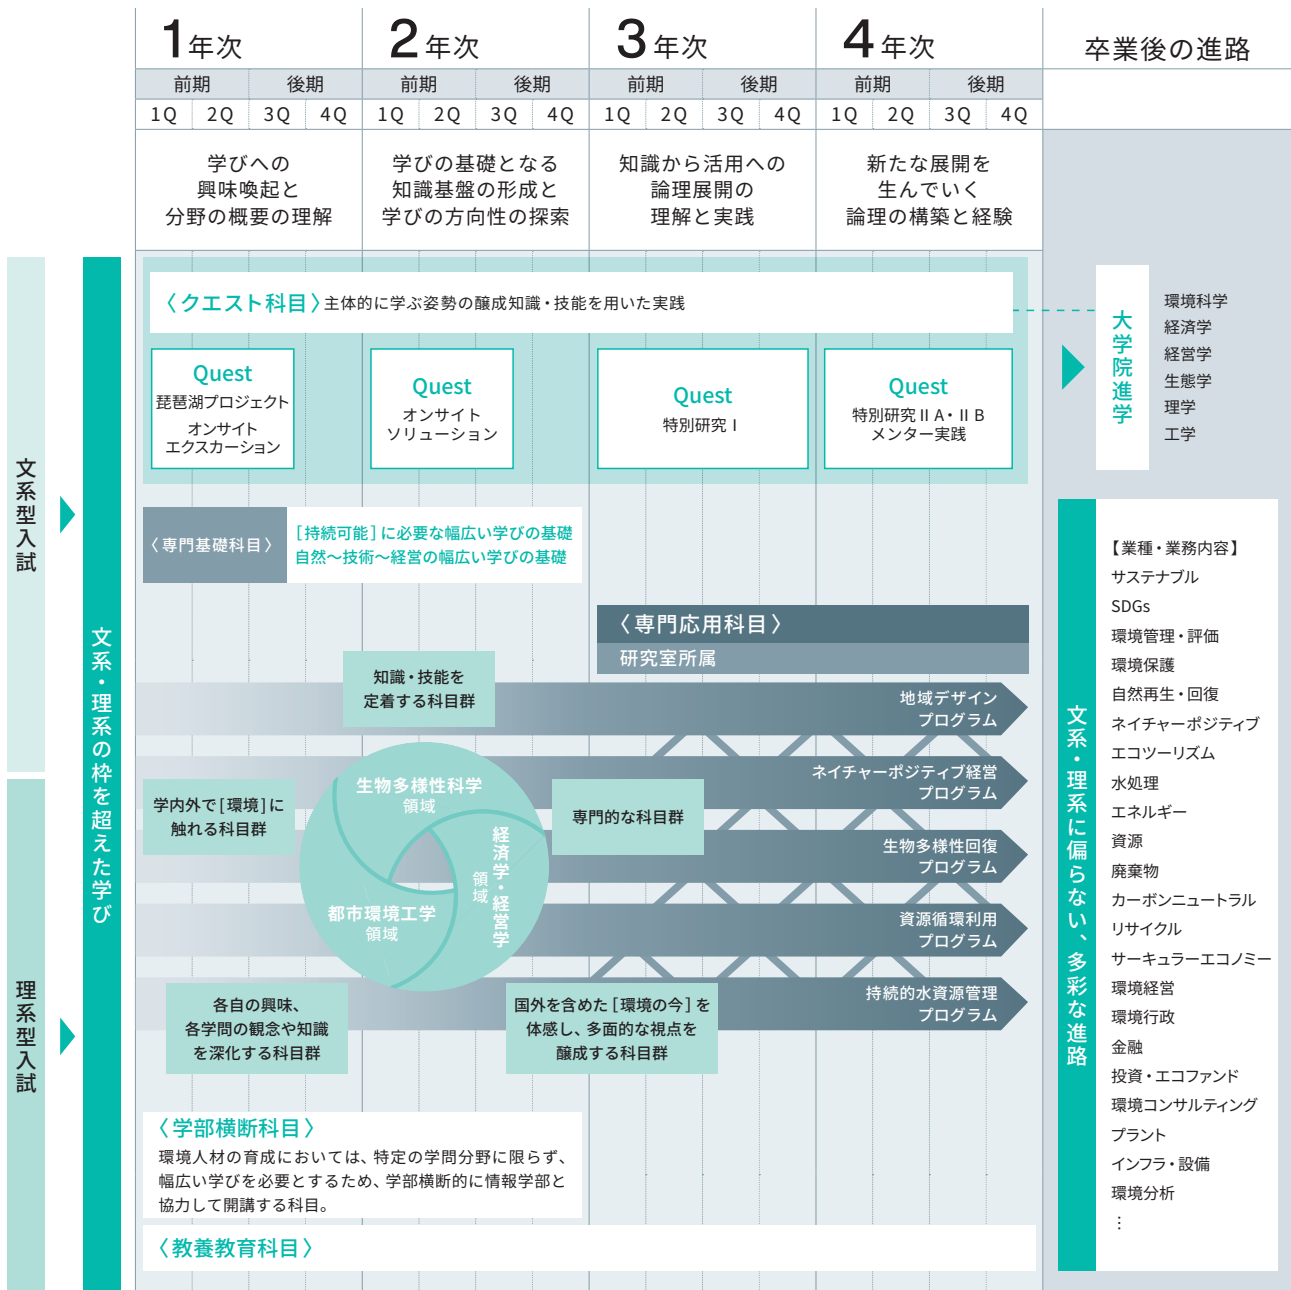 1年次
2年次
3年次
4年次
卒業後の進路
前期
後期
前期
後期
前期
後期
前期
後期
1Q 2Q 3Q 4Q
1Q 2Q 3Q 4Q
1Q 2Q 3Q 4Q
1Q 2Q 3Q 4Q
学びへの
興味喚起と
分野の概要の理解
学びの基礎となる
知識基盤の形成と
学びの方向性の探索
知識から活用への
論理展開の
理解と実践
新たな展開を
生んでいく
論理の構築と経験
文系型入試
理系型入試
文系・理系の枠を超えた学び
〈クエスト科目〉主体的に学ぶ姿勢の醸成知識・技能を用いた実践
Quest
琵琶湖プロジェクト
オンサイト
エクスカーション
Quest
オンサイト
ソリューション
Quest
特別研究Ⅰ
Quest
特別研究ⅡA・ⅡB
メンター実践
〈専門基礎科目〉
[持続可能]に必要な幅広い学びの基礎
自然～技術～経営の幅広い学びの基礎
〈専門応用科目〉
研究室所属
知識・技能を
定着する科目群
地域デザイン
プログラム
ネイチャーポジティブ経営
プログラム
生物多様性回復
プログラム
資源循環利用
プログラム
持続的水資源管理
プログラム
学内外で[環境]に
触れる科目群
生物多様性科学
領域
経済学・経営学
領域
都市環境工学
領域
専門的な科目群
各自の興味、
各学問の観念や知識
を深化する科目群
国外を含めた[環境の今]を
体感し、多面的な視点を
醸成する科目群
〈学部横断科目〉
環境人材の育成においては、特定の学問分野に限らず、
幅広い学びを必要とするため、学部横断的に情報学部と
協力して開講する科目。
〈教養教育科目〉
大学院進学
環境科学
経済学
経営学
生態学
理学
工学
文系・理系に偏らない、多彩な進路
【業種・業務内容】
サステナブル
SDGs
環境管理・評価
環境保護
自然再生・回復
ネイチャーポジティブ
エコツーリズム
水処理
エネルギー
資源
廃棄物
カーボンニュートラル
リサイクル
サーキュラーエコノミー
環境経営
環境行政
金融
投資・エコファンド
環境コンサルティング
プラント
インフラ・設備
環境分析
⋮